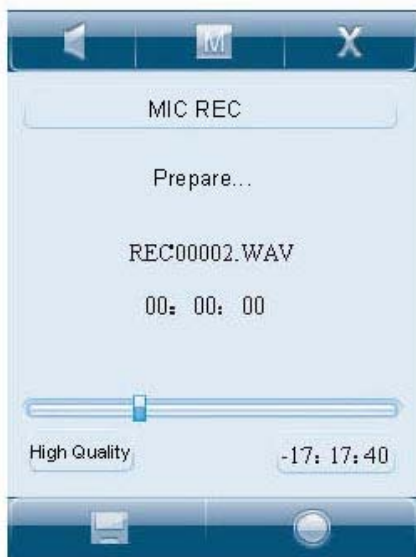 M X
MIC REC
Prepare...
REC00002.WAV
00: 00: 00
High Quality -17: 17:40